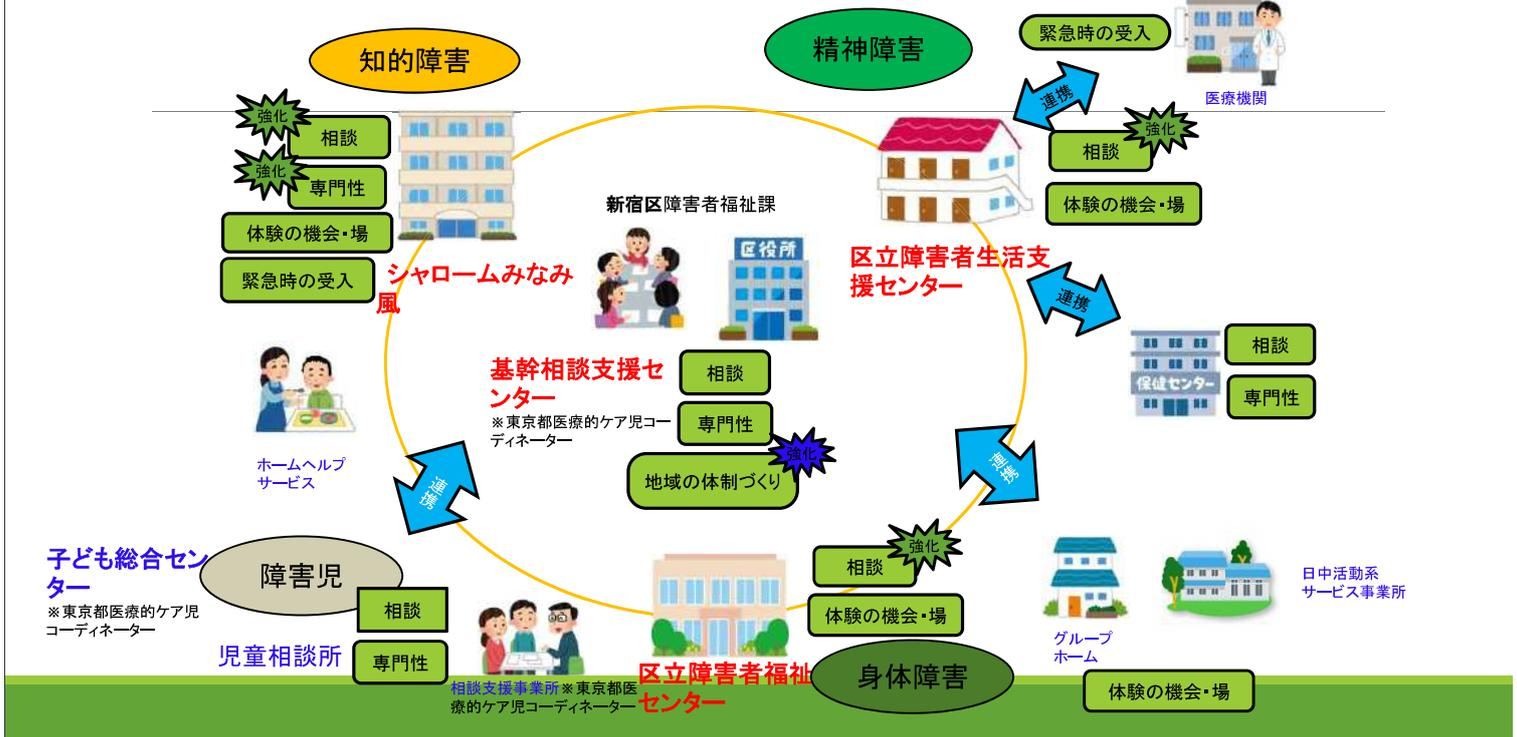 知的障害
精神障害
緊急時の受入
連携
医療機関
強化
相談
強化
専門性
体験の機会・場
緊急時の受入
シャロームみなみ
風
新宿区障害者福祉課
区役所
強化
相談
体験の機会・場
区立障害者生活支
援センター
連携
保健センター
相談
専門性
基幹相談支援セ
ンター
※東京都医療的ケア児コー
ディネーター
相談
専門性
強化
地域の体制づくり
ホームヘルプ
サービス
連携
連携
子ども総合セン
ター
※東京都医療的ケア児
コーディネーター
障害児
相談
児童相談所
専門性
相談支援事業所※東京都医
療的ケア児コーディネーター
区立障害者福祉
センター
強化
相談
体験の機会・場
身体障害
グループ
ホーム
日中活動系
サービス事業所
体験の機会・場